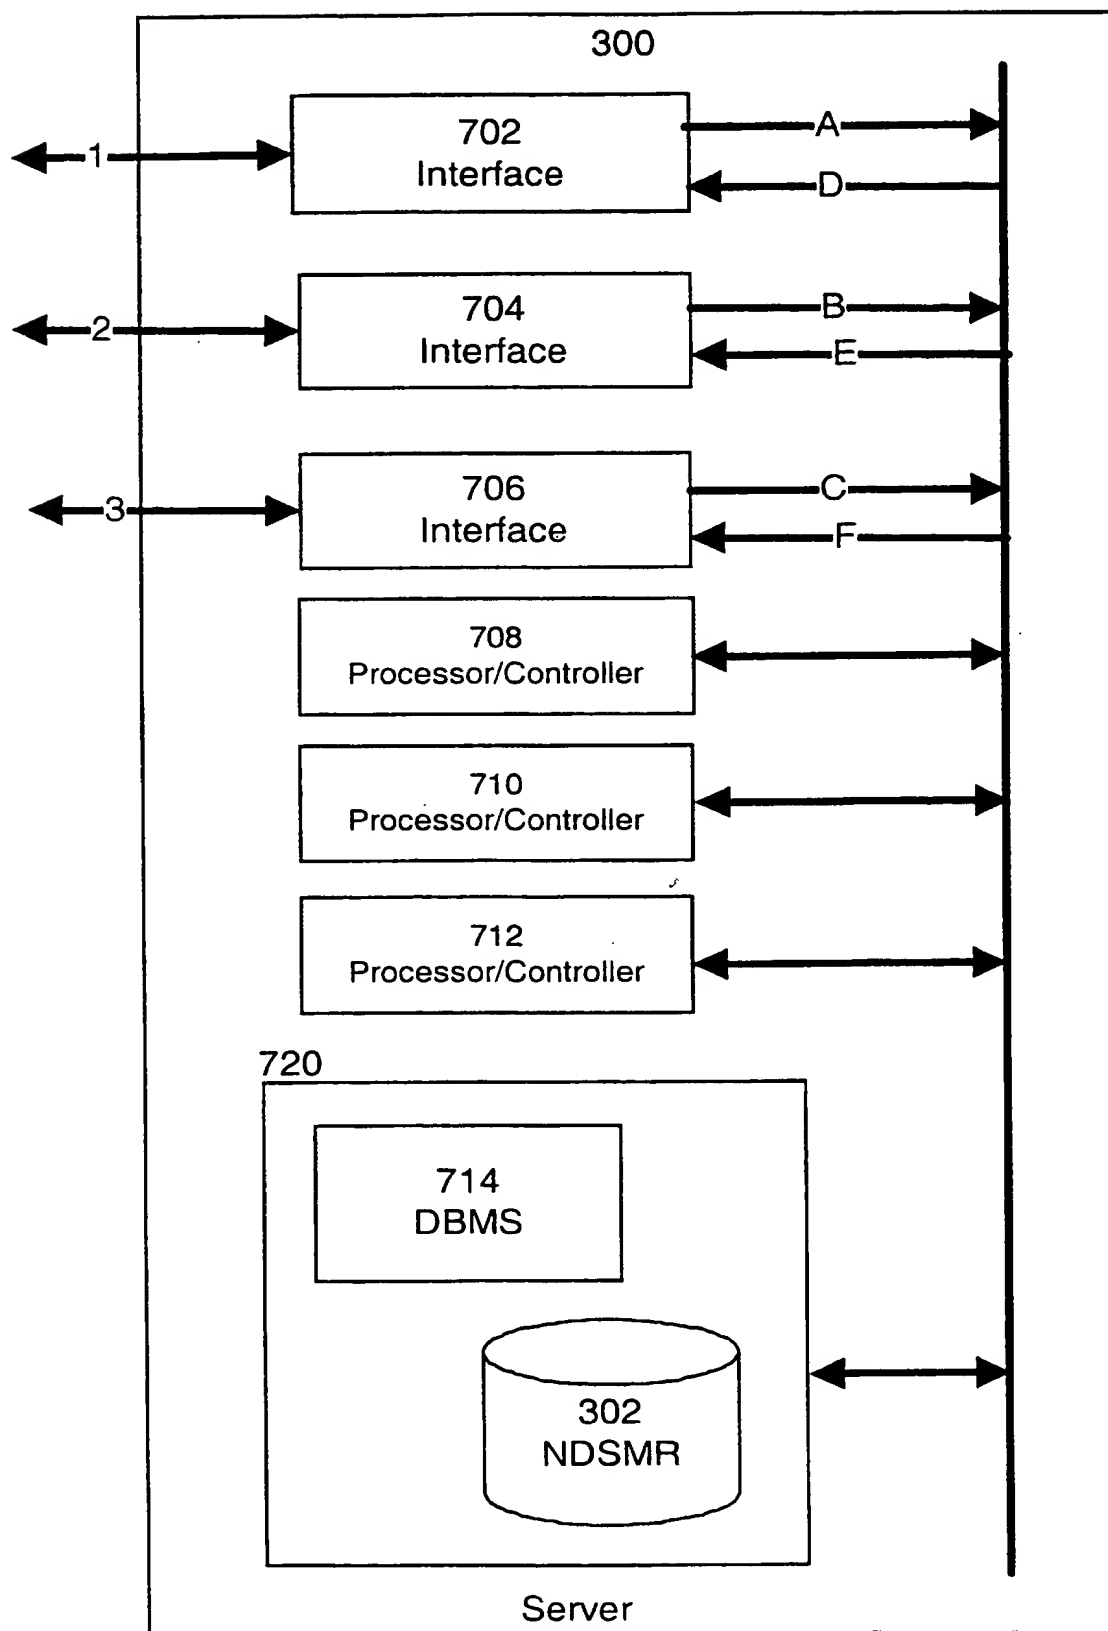 300
702
Interface
1
A
D
704
Interface
2
B
E
706
Interface
3
C
F
708
Processor/Controller
710
Processor/Controller
712
Processor/Controller
720
714
DBMS
302
NDSMR
Server